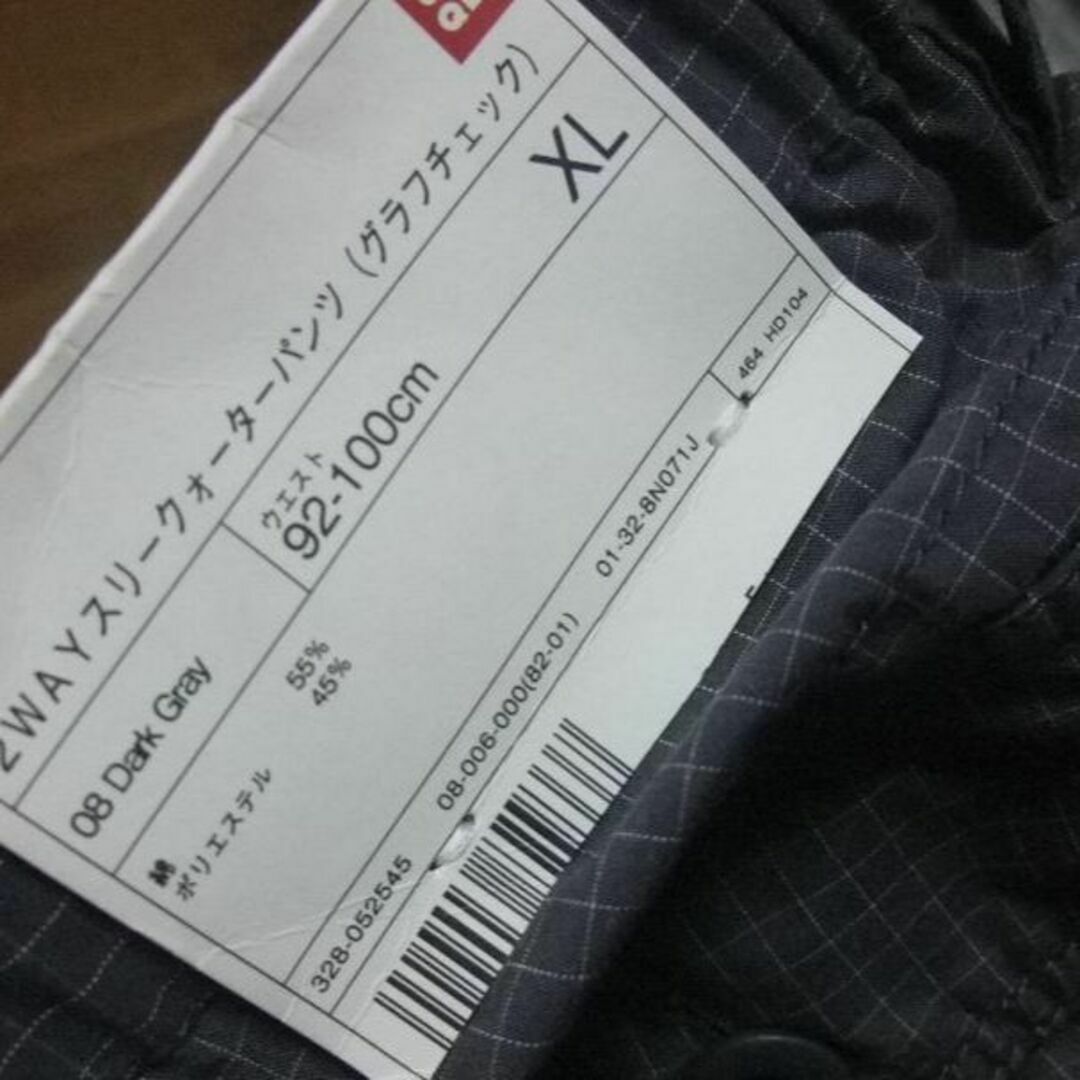 2WAYスリークォーターパンツ（グラフチェック）
08 Dark Gray
ウエスト
92-100cm
XL
綿 55%
ポリエステル 45%
328-052545
08-006-000(82-01)
01-32-8N071J
464 HD104